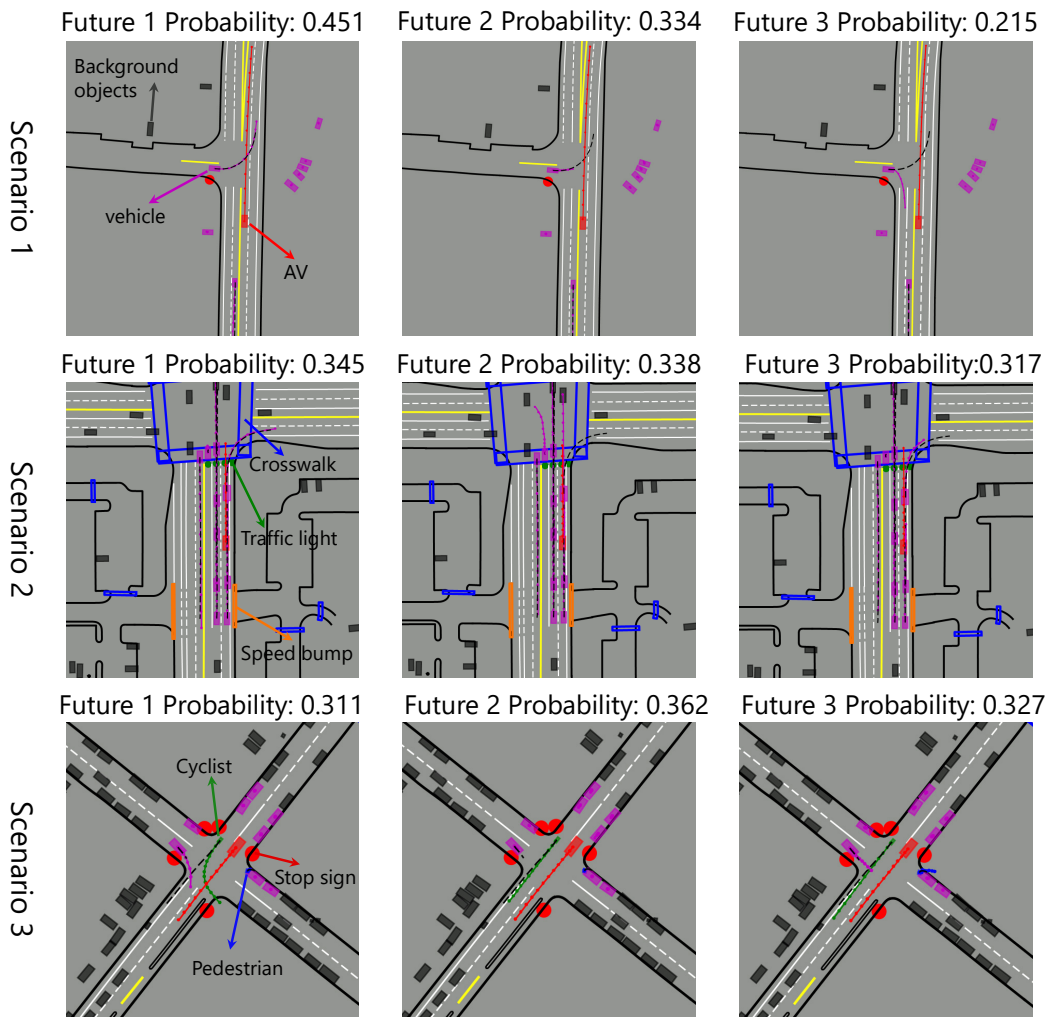 Future 1 Probability: 0.451
Future 2 Probability: 0.334
Future 3 Probability: 0.215
Scenario 1
Background
objects
vehicle
AV
Future 1 Probability: 0.345
Future 2 Probability: 0.338
Future 3 Probability:0.317
Scenario 2
Crosswalk
Traffic light
Speed bump
Future 1 Probability: 0.311
Future 2 Probability: 0.362
Future 3 Probability: 0.327
Scenario 3
Cyclist
Stop sign
Pedestrian